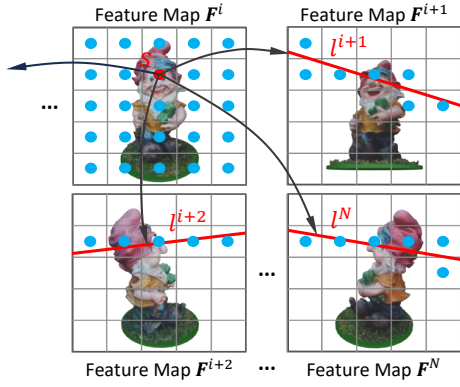 Feature Map F^i
Feature Map F^{i+1}
S
l^{i+1}
...
l^{i+2}
l^N
...
Feature Map F^{i+2}
...
Feature Map F^N